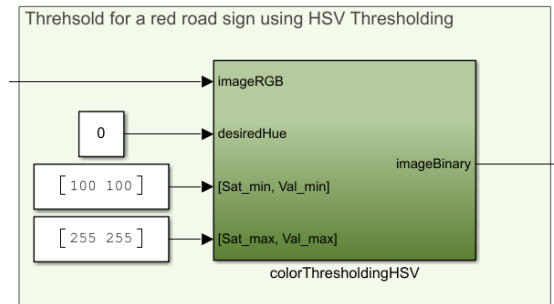 Threhsold for a red road sign using HSV Thresholding
imageRGB
0
desiredHue
imageBinary
[100 100]
[Sat_min, Val_min]
[255 255]
[Sat_max, Val_max]
colorThresholdingHSV